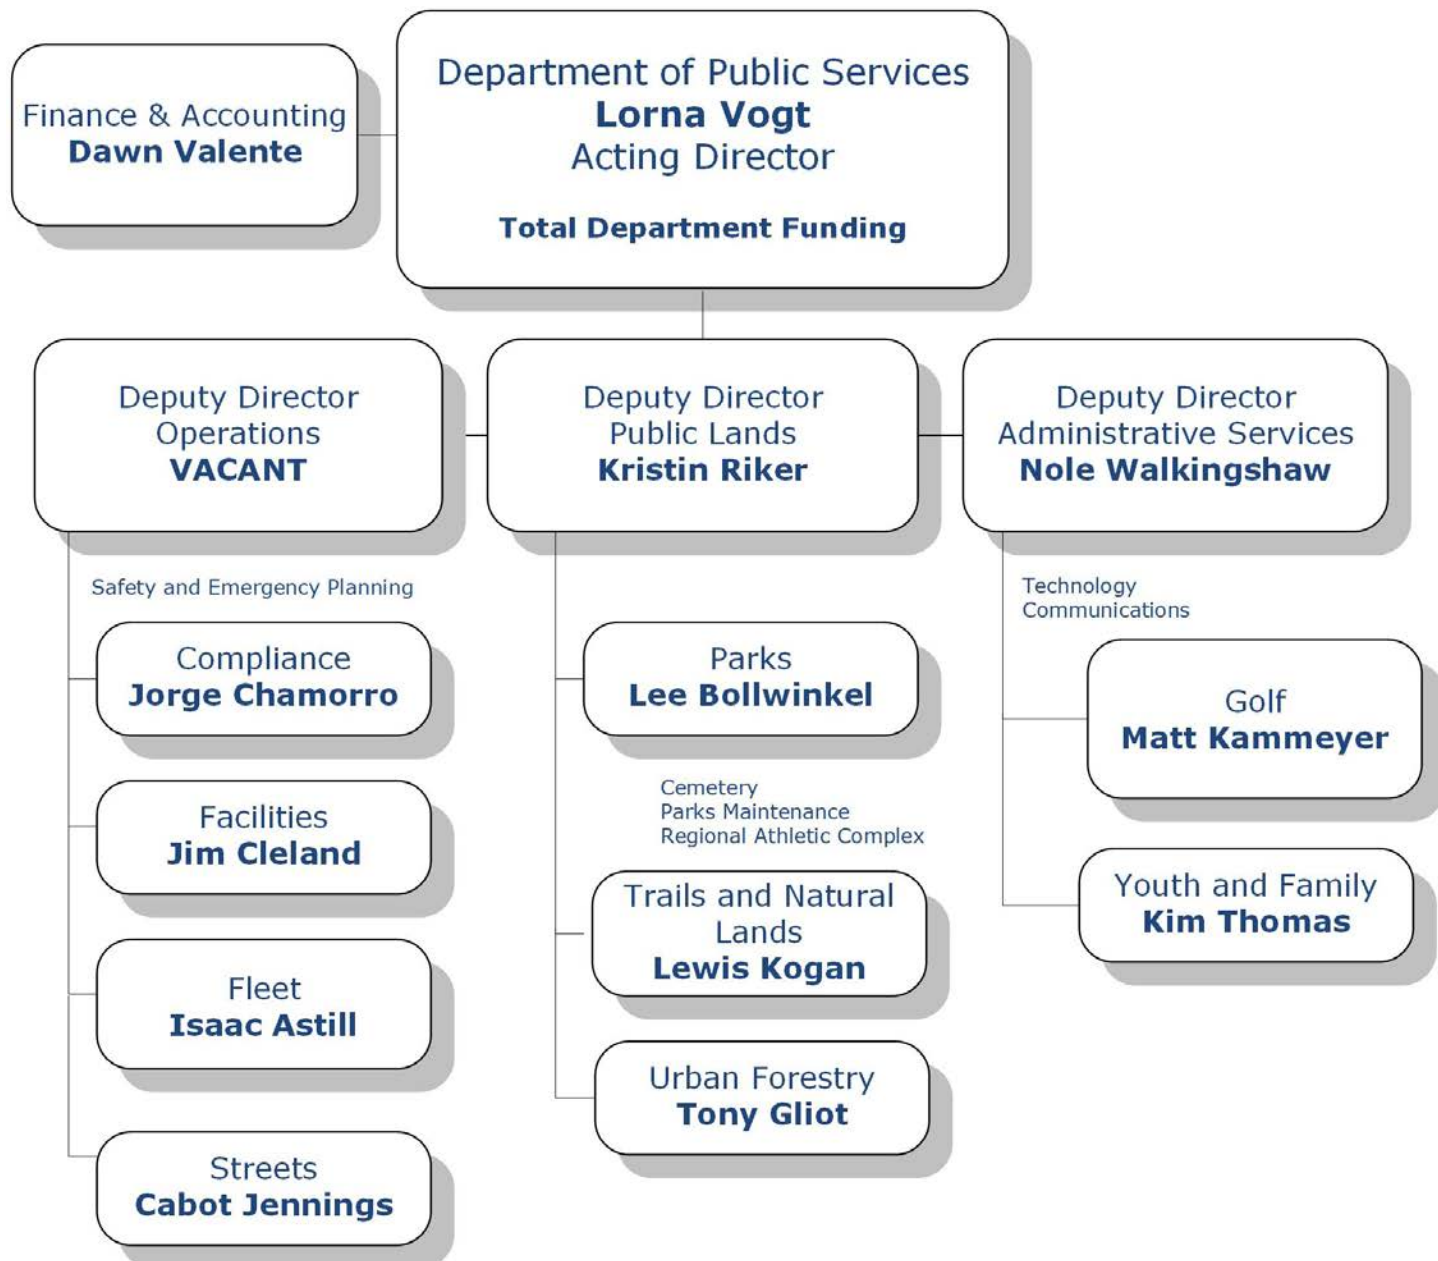 Finance & Accounting
Dawn Valente
Department of Public Services
Lorna Vogt
Acting Director
Total Department Funding
Deputy Director
Operations
VACANT
Deputy Director
Public Lands
Kristin Riker
Deputy Director
Administrative Services
Nole Walkingshaw
Safety and Emergency Planning
Compliance
Jorge Chamorro
Facilities
Jim Cleland
Fleet
Isaac Astill
Streets
Cabot Jennings
Parks
Lee Bollwinkel
Cemetery
Parks Maintenance
Regional Athletic Complex
Trails and Natural
Lands
Lewis Kogan
Urban Forestry
Tony Gliot
Technology
Communications
Golf
Matt Kammeyer
Youth and Family
Kim Thomas